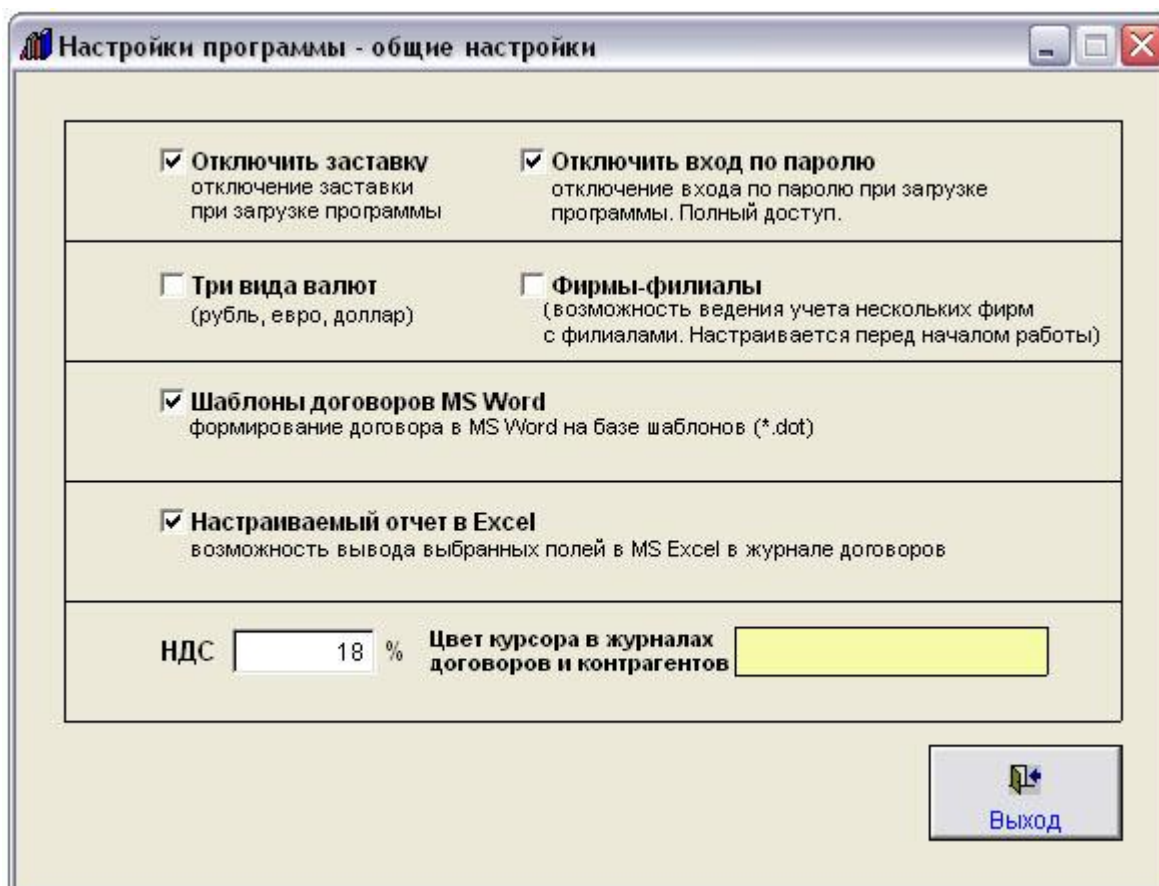 Настройки программы - общие настройки
Отключить заставку
отключение заставки
при загрузке программы
Отключить вход по паролю
отключение входа по паролю при загрузке
программы. Полный доступ.
Три вида валют
(рубль, евро, доллар)
Фирмы-филиалы
(возможность ведения учета нескольких фирм
с филиалами. Настраивается перед началом работы)
Шаблоны договоров MS Word
формирование договора в MS Word на базе шаблонов (*.dot)
Настраиваемый отчет в Excel
возможность вывода выбранных полей в MS Excel в журнале договоров
НДС 18 %
Цвет курсора в журналах
договоров и контрагентов
Выход